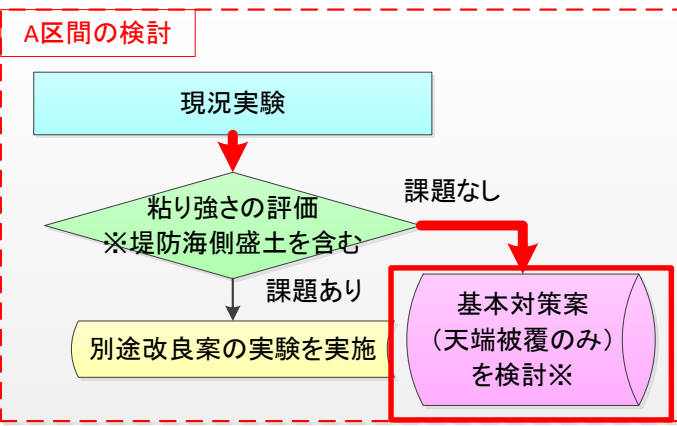 A区間の検討
現況実験
粘り強さの評価
※堤防海側盛土を含む
課題なし
課題あり
別途改良案の実験を実施
基本対策案
（天端被覆のみ）
を検討※